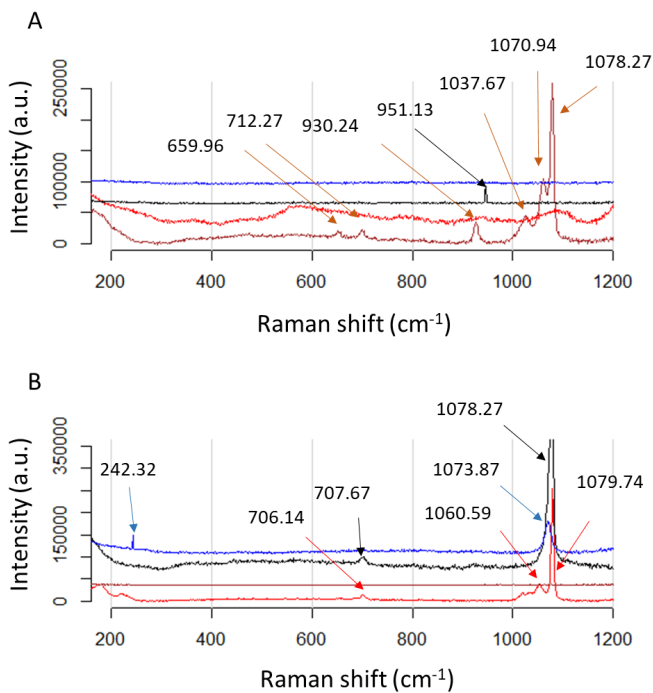 A
1070.94
1078.27
1037.67
951.13
930.24
712.27
659.96
Intensity (a.u.)
250000
100000
0
200 400 600 800 1000 1200
Raman shift (cm⁻¹)
B
1078.27
242.32
1073.87
1079.74
707.67
1060.59
706.14
Intensity (a.u.)
350000
150000
0
200 400 600 800 1000 1200
Raman shift (cm⁻¹)